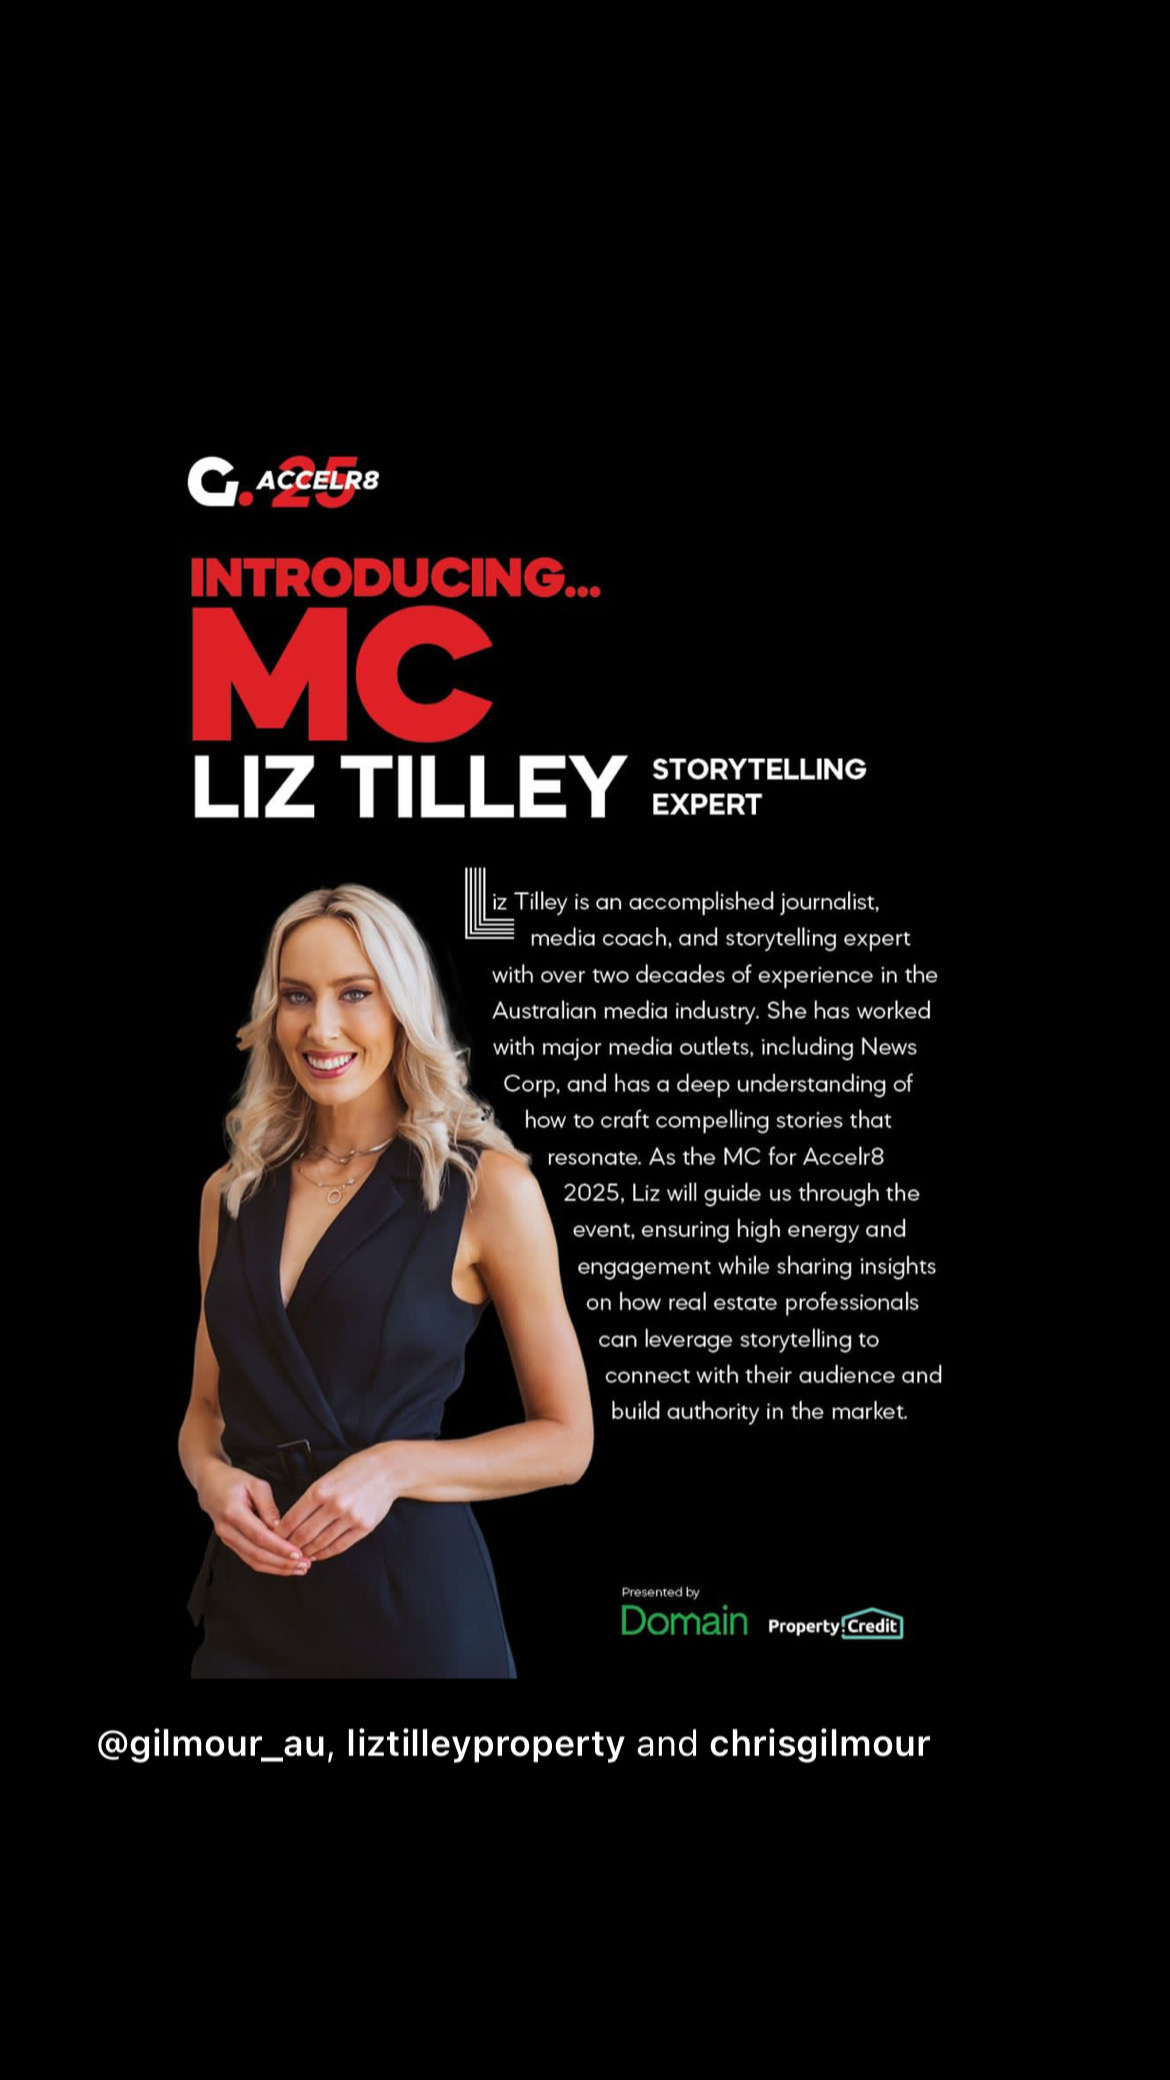 G. 25 ACCELR8
INTRODUCING...
MC
LIZ TILLEY
STORYTELLING
EXPERT
Liz Tilley is an accomplished journalist,
media coach, and storytelling expert
with over two decades of experience in the
Australian media industry. She has worked
with major media outlets, including News
Corp, and has a deep understanding of
how to craft compelling stories that
resonate. As the MC for Accelr8
2025, Liz will guide us through the
event, ensuring high energy and
engagement while sharing insights
on how real estate professionals
can leverage storytelling to
connect with their audience and
build authority in the market.
Presented by
Domain Property Credit
@gilmour_au, liztilleyproperty and chrisgilmour